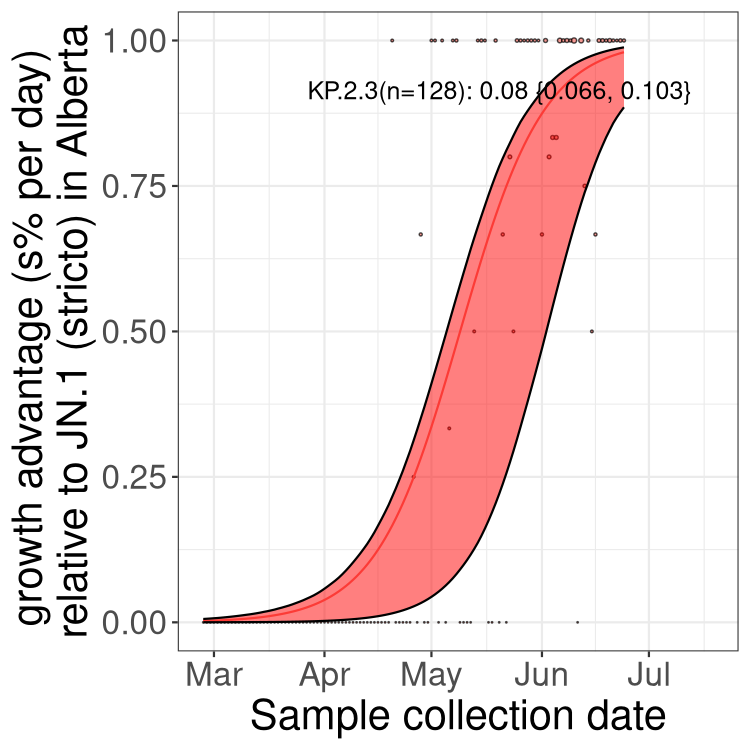 growth advantage (s% per day)
relative to JN.1 (stricto) in Alberta
1.00
0.75
0.50
0.25
0.00
KP.2.3(n=128): 0.08 {0.066, 0.103}
Mar Apr May Jun Jul
Sample collection date